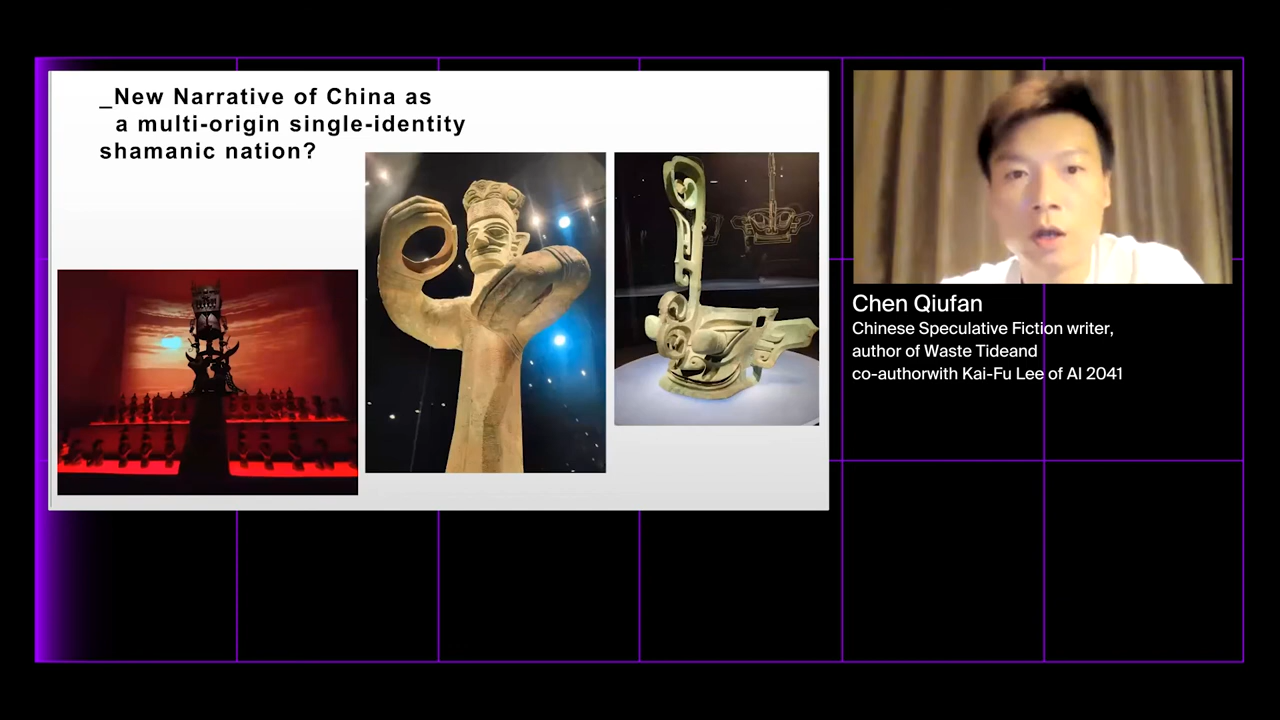 _New Narrative of China as
a multi-origin single-identity
shamanic nation?
Chen Qiufan
Chinese Speculative Fiction writer,
author of Waste Tideand
co-authorwith Kai-Fu Lee of AI 2041